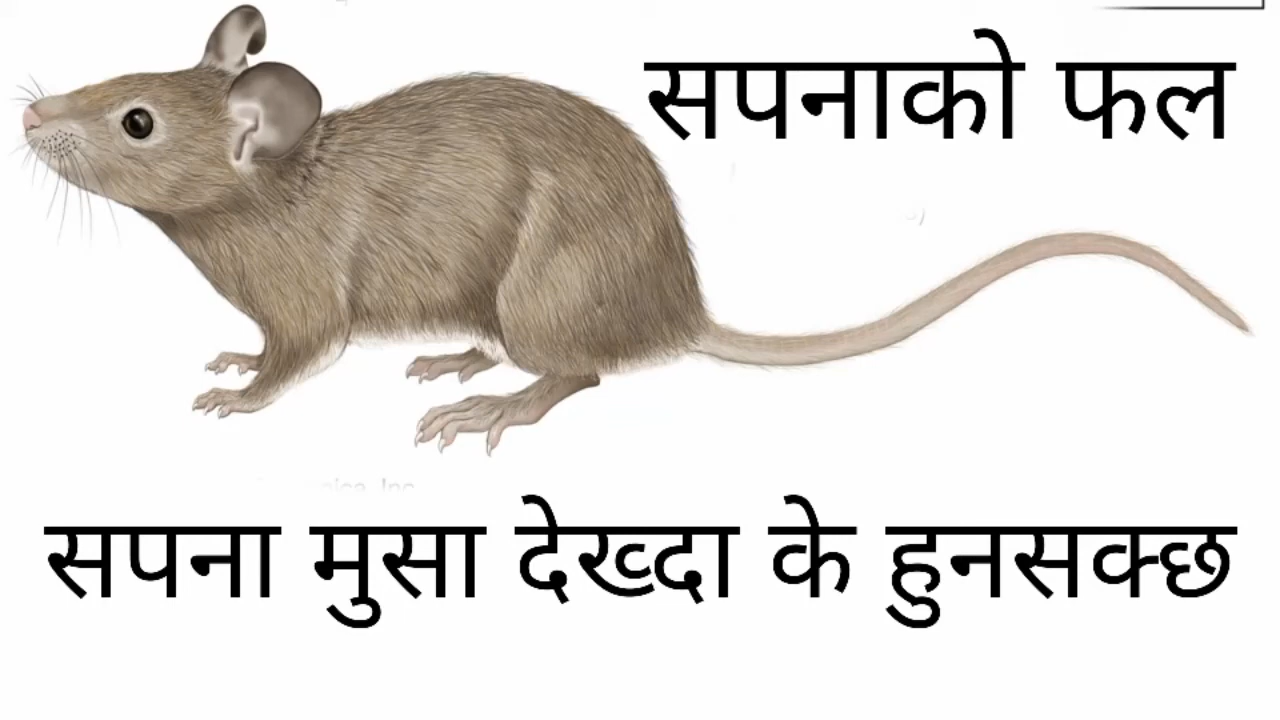 सपनाको फल
सपना मुसा देख्दा के हुनसक्छ